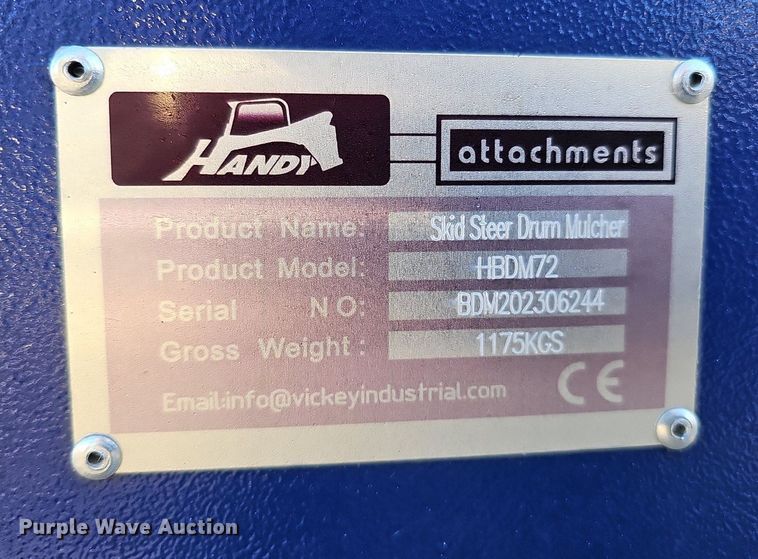 HANDY
attachments
Product Name: Skid Steer Drum Mulcher
Product Model: HBDM72
Serial NO: BDM202306244
Gross Weight: 1175KGS
Email:info@vickeyindustrial.com CE
Purple Wave Auction